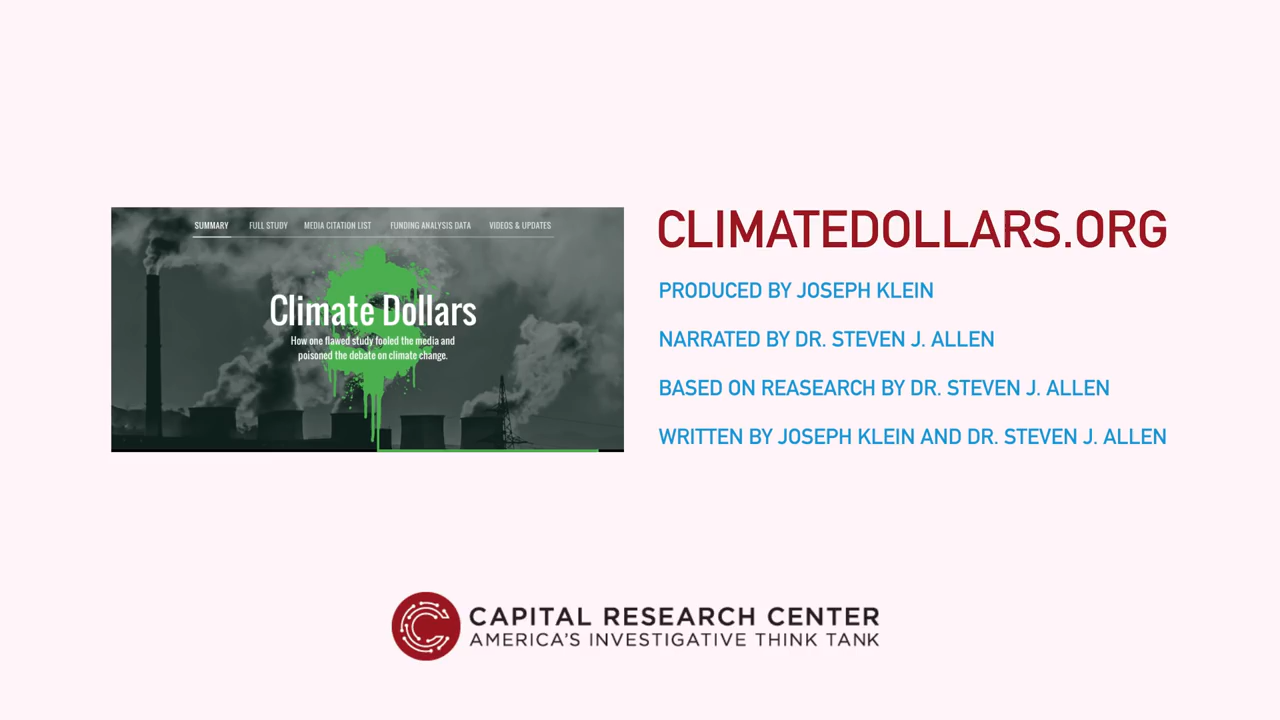 SUMMARY FULL STUDY MEDIA CITATION LIST FUNDING ANALYSIS DATA VIDEOS & UPDATES
Climate Dollars
How one flawed study fooled the media and
poisoned the debate on climate change.
CLIMATEDOLLARS.ORG
PRODUCED BY JOSEPH KLEIN
NARRATED BY DR. STEVEN J. ALLEN
BASED ON REASEARCH BY DR. STEVEN J. ALLEN
WRITTEN BY JOSEPH KLEIN AND DR. STEVEN J. ALLEN
CAPITAL RESEARCH CENTER
AMERICA'S INVESTIGATIVE THINK TANK